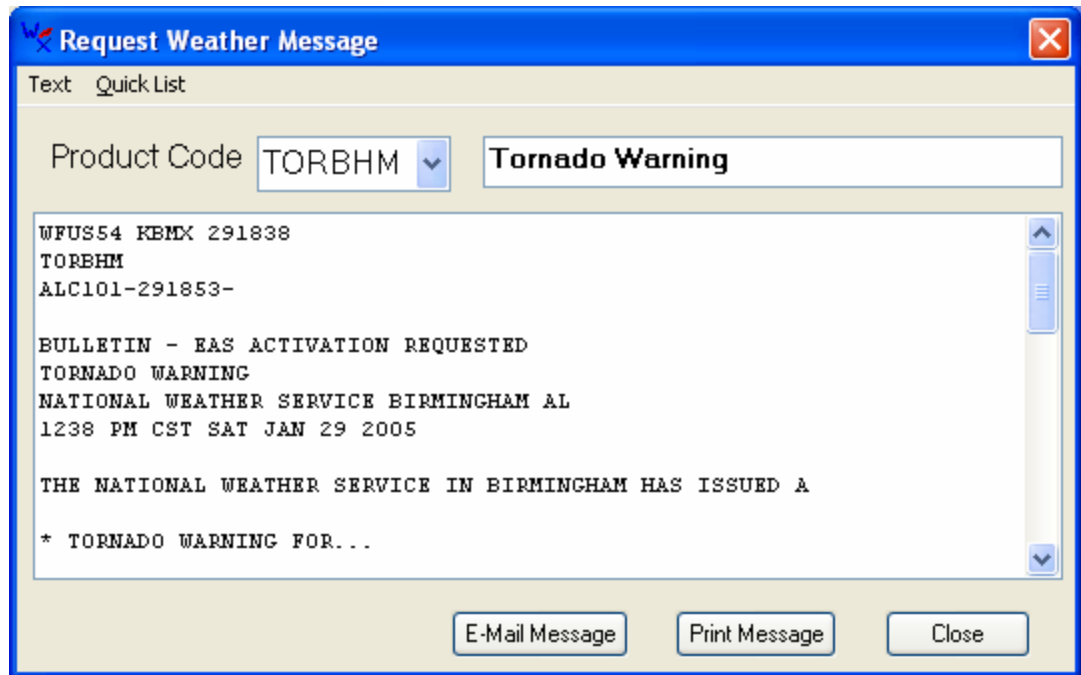 WX Request Weather Message
Text Quick List
Product Code TORBHM Tornado Warning
WFUS54 KBMX 291838
TORBHM
ALC101-291853-
BULLETIN - EAS ACTIVATION REQUESTED
TORNADO WARNING
NATIONAL WEATHER SERVICE BIRMINGHAM AL
1238 PM CST SAT JAN 29 2005
THE NATIONAL WEATHER SERVICE IN BIRMINGHAM HAS ISSUED A
* TORNADO WARNING FOR...
E-Mail Message Print Message Close